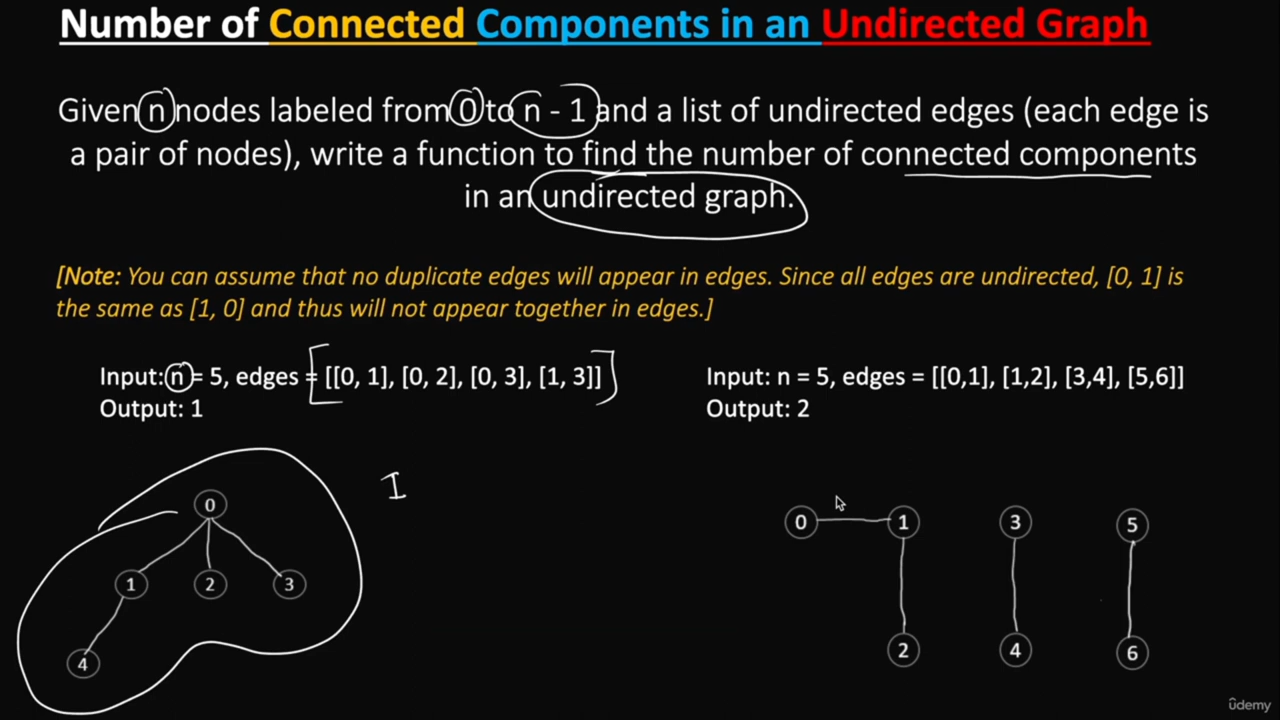 Number of Connected Components in an Undirected Graph
Given n nodes labeled from 0 to n - 1 and a list of undirected edges (each edge is
a pair of nodes), write a function to find the number of connected components
in an undirected graph.
[Note: You can assume that no duplicate edges will appear in edges. Since all edges are undirected, [0, 1] is
the same as [1, 0] and thus will not appear together in edges.]
Input: n = 5, edges = [[0, 1], [0, 2], [0, 3], [1, 3]]
Output: 1
Input: n = 5, edges = [[0,1], [1,2], [3,4], [5,6]]
Output: 2
1
0
1 2 3
4
0 1 3 5
2 4 6
ûdemy